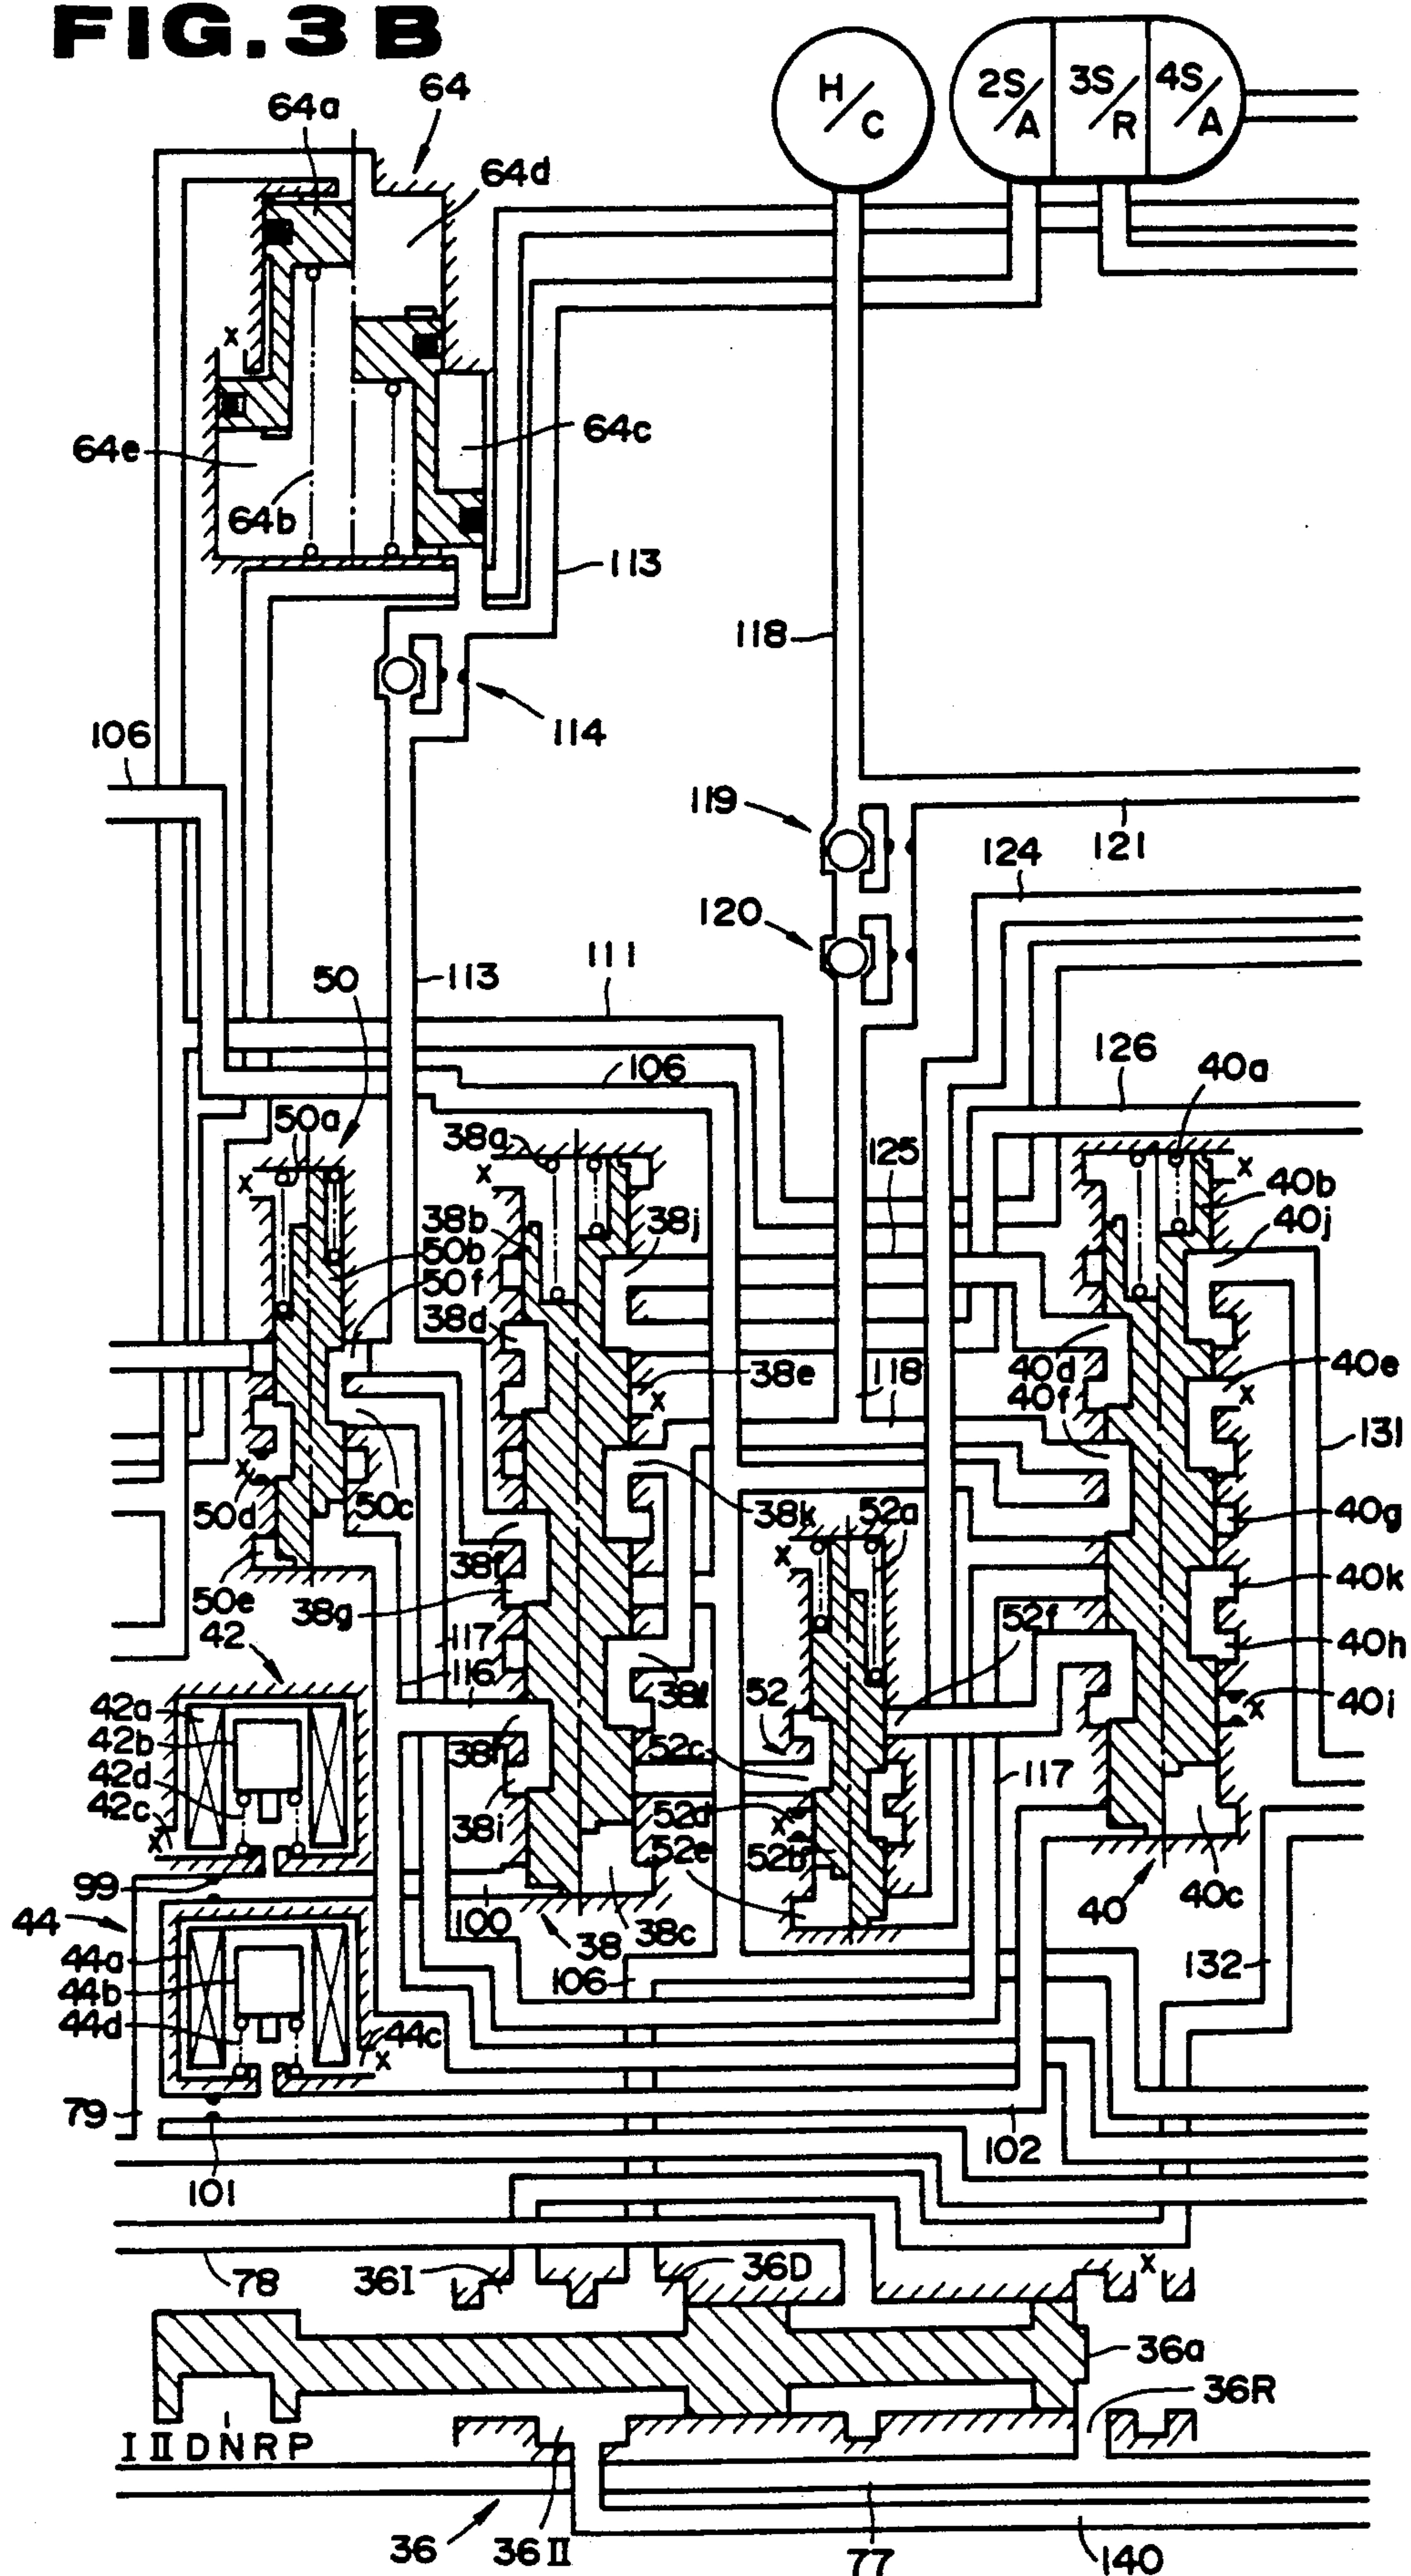 FIG. 3B
64
64a
64d
H/C
2S/A
3S/R
4S/A
x
64e
64b
64c
113
118
114
106
119
121
124
120
111
113
50
126
106
40a
50a
38a
125
x
x
x
40b
38b
38j
40j
50b
50f
38d
38e
40d
40e
118
40f
x
x
131
x
50c
50d
38k
52a
40g
38f
x
50e
38g
40k
42
52f
117
40h
116
38l
52
40i
x
42a
38h
42b
52c
42d
117
42c
38i
52d
x
x
52e
52b
99
40
40c
44
100
38
38c
44a
106
132
44b
44d
44c
x
79
102
101
78
36I
36D
x
36a
36R
I II D N R P
36
36II
77
140